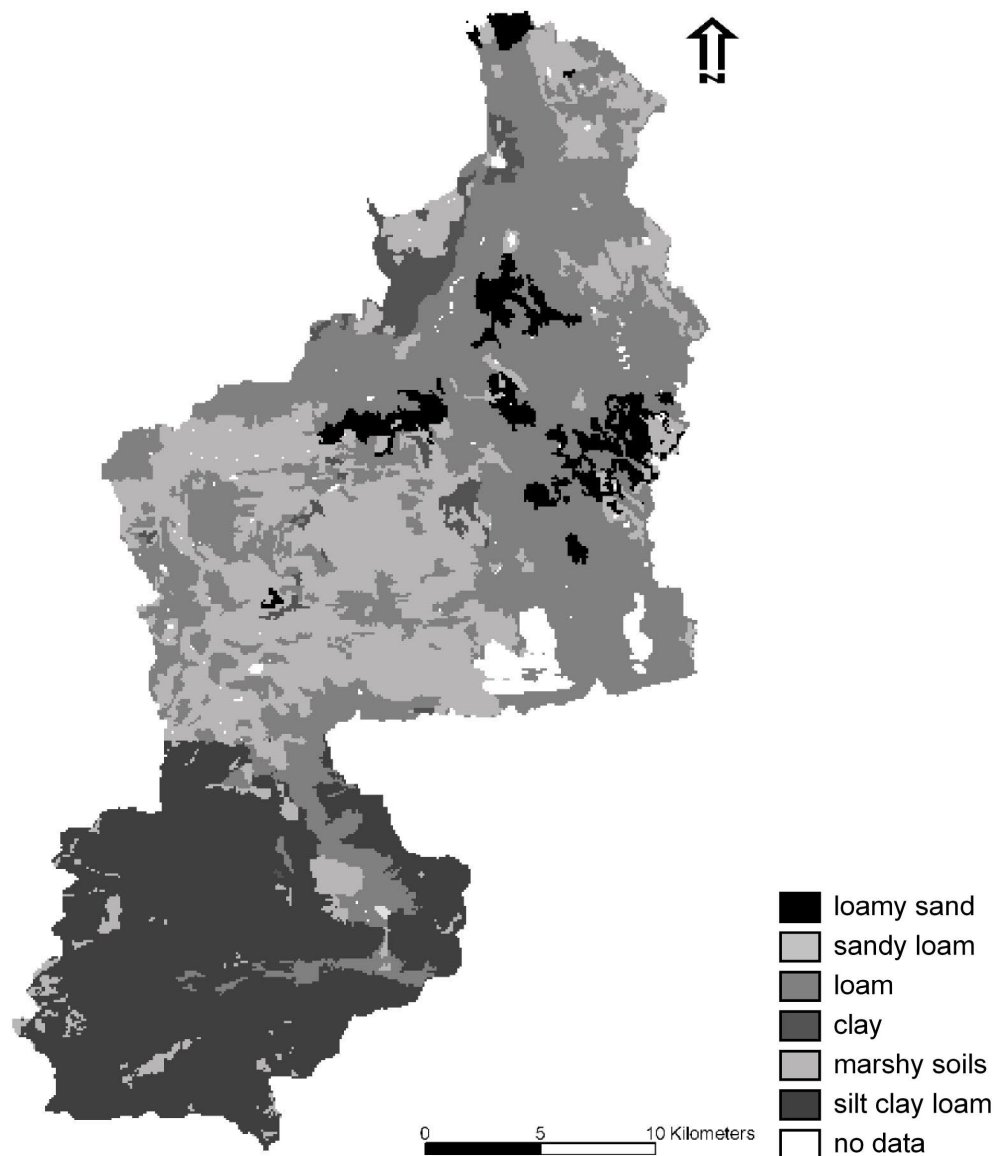 N
loamy sand
sandy loam
loam
clay
marshy soils
silt clay loam
no data
0 5 10 Kilometers